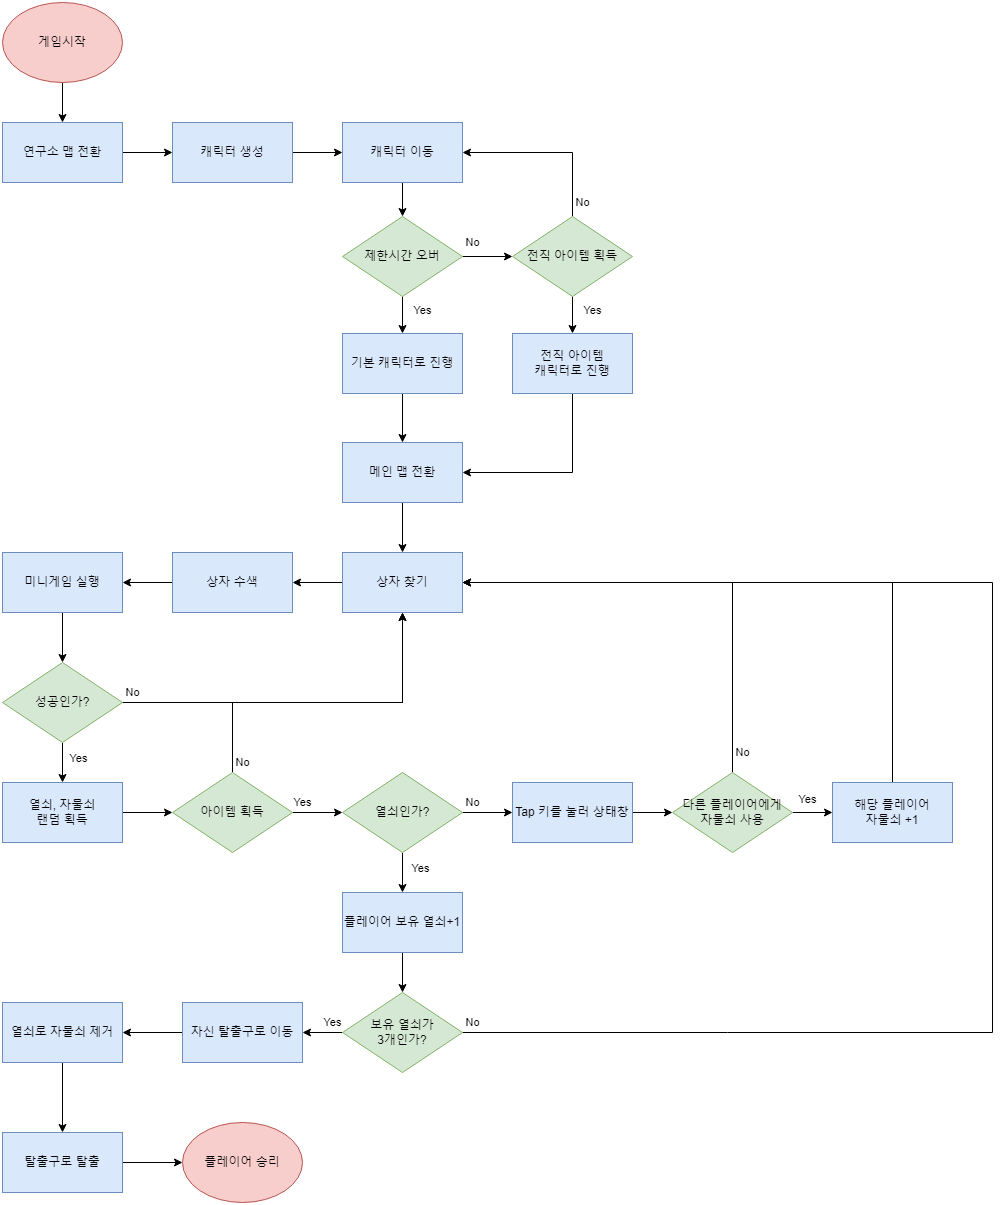 게임시작
연구소 맵 전환
캐릭터 생성
캐릭터 이동
No
제한시간 오버
No
전직 아이템 획득
Yes
Yes
기본 캐릭터로 진행
전직 아이템
캐릭터로 진행
메인 맵 전환
미니게임 실행
상자 수색
상자 찾기
성공인가?
No
Yes
No
No
열쇠, 자물쇠
랜덤 획득
아이템 획득
Yes
열쇠인가?
No
Tap 키를 눌러 상태창
다른 플레이어에게
자물쇠 사용
Yes
해당 플레이어
자물쇠 +1
Yes
플레이어 보유 열쇠+1
열쇠로 자물쇠 제거
자신 탈출구로 이동
Yes
보유 열쇠가
3개인가?
No
탈출구로 탈출
플레이어 승리